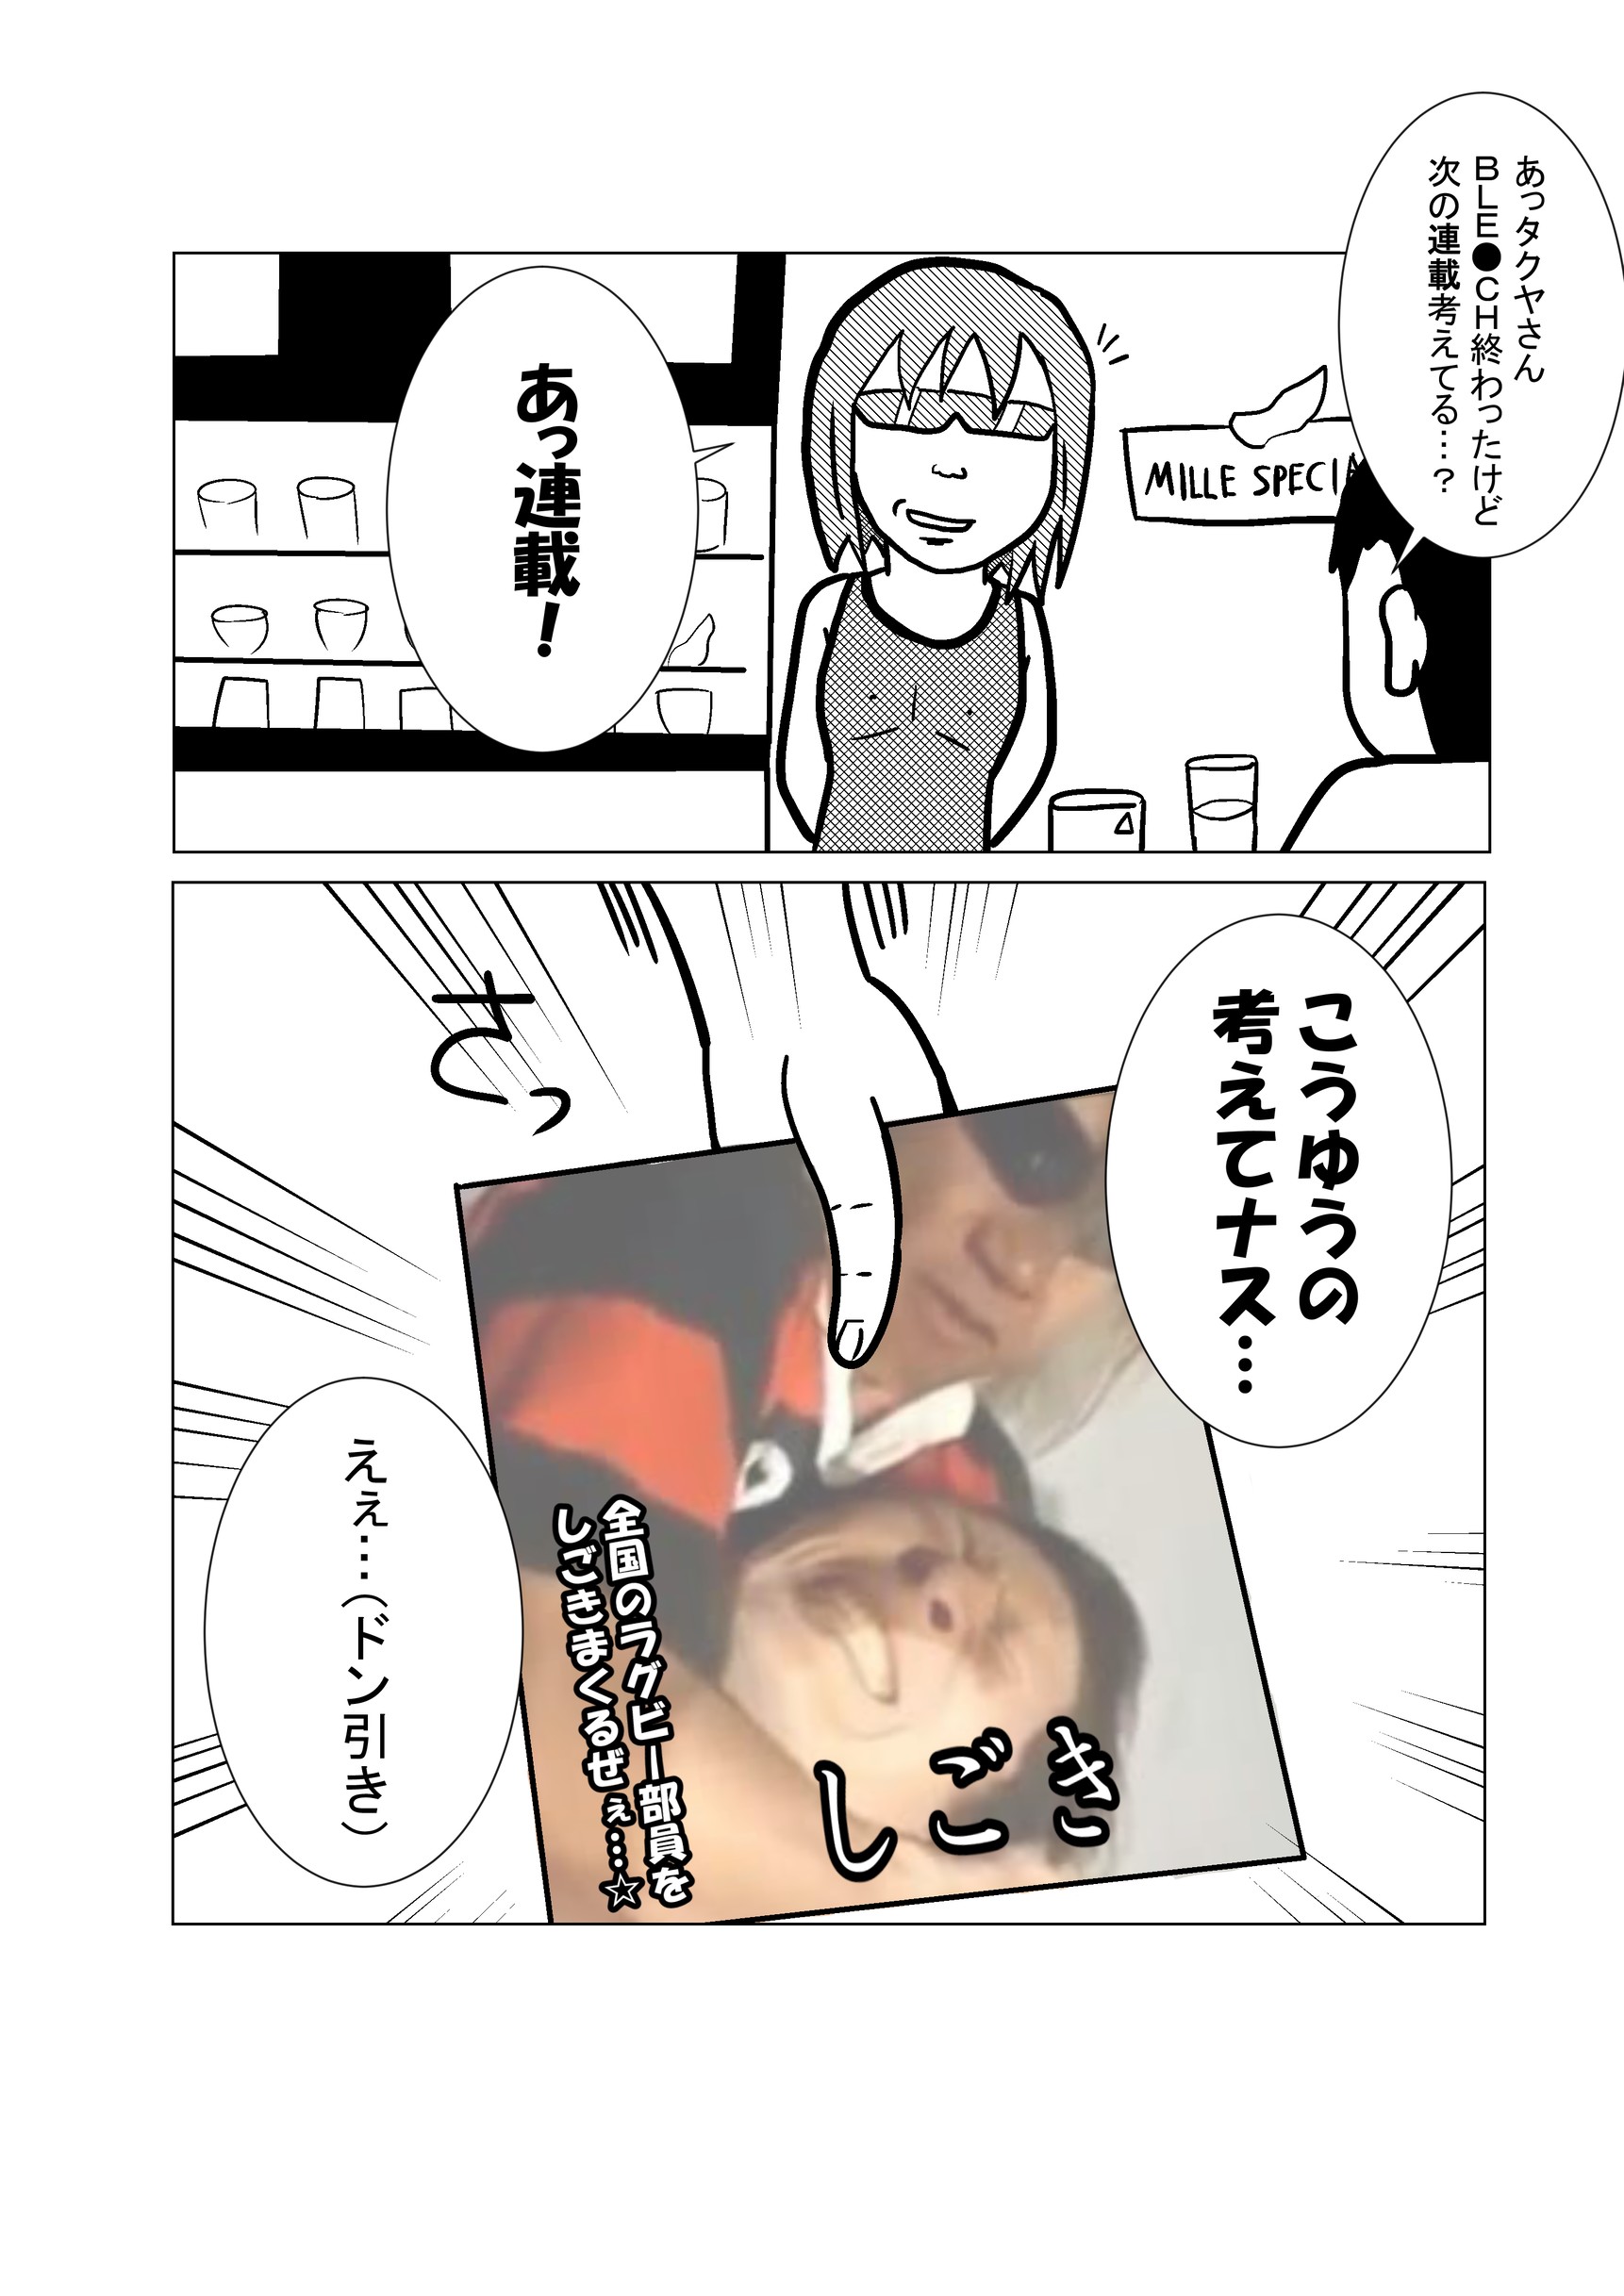 あっタクヤさん
BLE●CH終わったけど
次の連載考えてる…?
MILLE SPECIA
あっ連載!
こうゆうの
考えてナス…
さっ
全国のラグビー部員を
しごきまくるぜぇ…☆
しごき
ええ…(ドン引き)